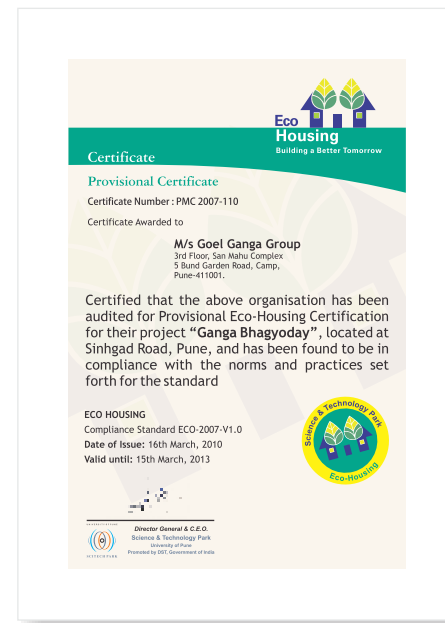 Eco
Housing
Building a Better Tomorrow
Certificate
Provisional Certificate
Certificate Number : PMC 2007-110
Certificate Awarded to
M/s Goel Ganga Group
3rd Floor, San Mahu Complex
5 Bund Garden Road, Camp,
Pune-411001.
Certified that the above organisation has been
audited for Provisional Eco-Housing Certification
for their project “Ganga Bhagyoday”, located at
Sinhgad Road, Pune, and has been found to be in
compliance with the norms and practices set
forth for the standard
ECO HOUSING
Compliance Standard ECO-2007-V1.0
Date of Issue: 16th March, 2010
Valid until: 15th March, 2013
Science & Technology Park
Eco-Housing
Director General & C.E.O.
Science & Technology Park
University of Pune
Promoted by DST, Government of India
SCITECH PARK